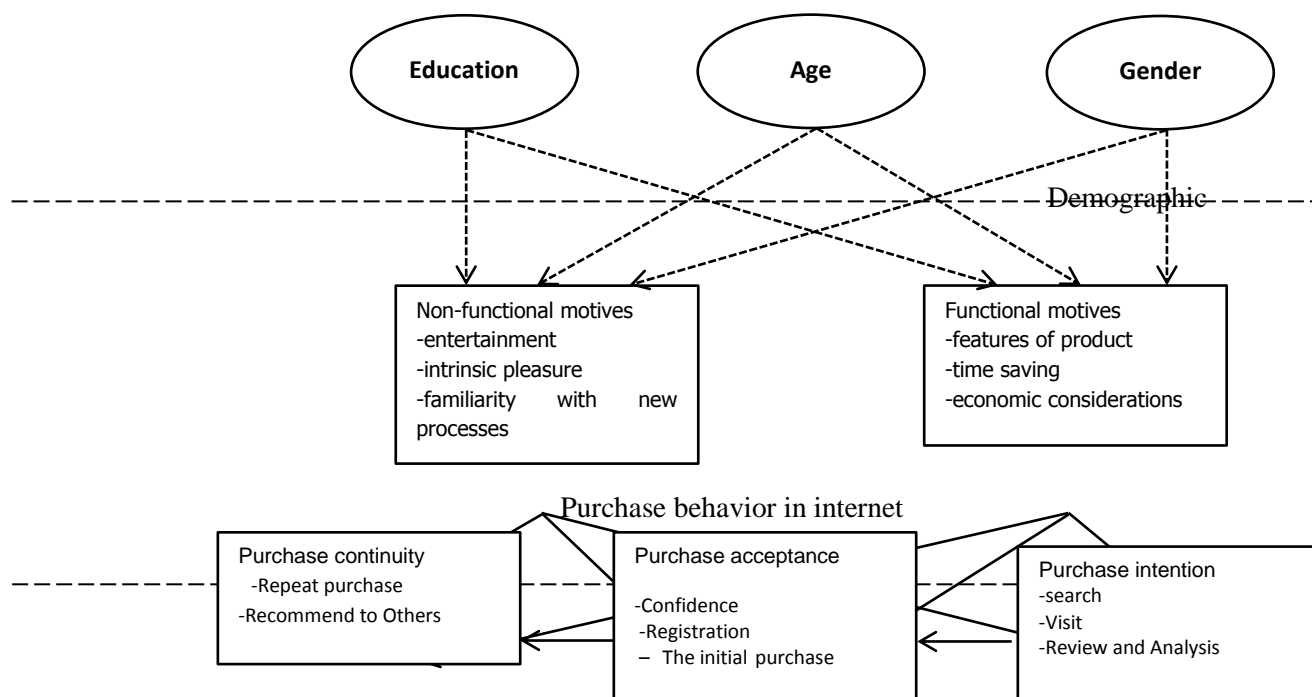 Education
Age
Gender
Demographic
Non-functional motives
-entertainment
-intrinsic pleasure
-familiarity with new
processes
Functional motives
-features of product
-time saving
-economic considerations
Purchase behavior in internet
Purchase continuity
-Repeat purchase
-Recommend to Others
Purchase acceptance
-Confidence
-Registration
– The initial purchase
Purchase intention
-search
-Visit
-Review and Analysis